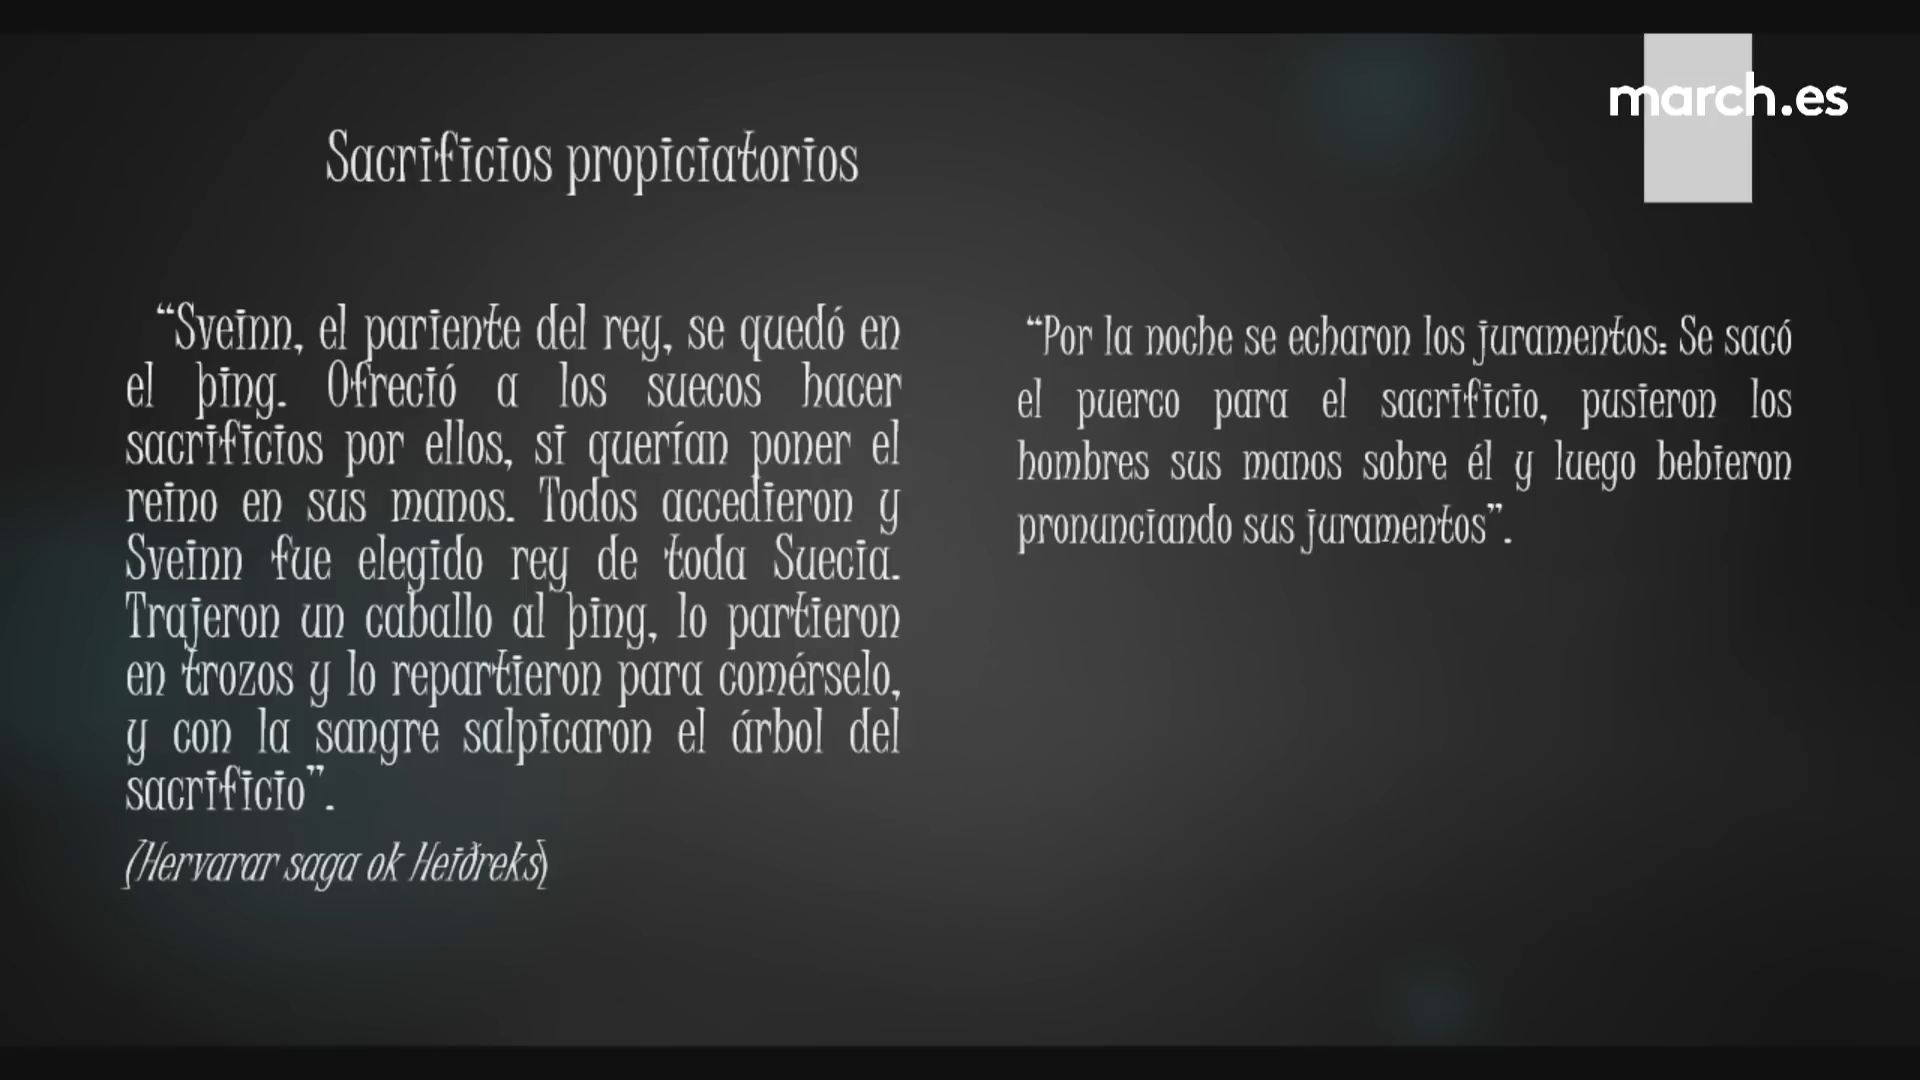 march.es
Sacrificios propiciatorios
“Sveinn, el pariente del rey, se quedó en
el þing. Ofreció a los suecos hacer
sacrificios por ellos, si querían poner el
reino en sus manos. Todos accedieron y
Sveinn fue elegido rey de toda Suecia.
Trajeron un caballo al þing, lo partieron
en trozos y lo repartieron para comérselo,
y con la sangre salpicaron el árbol del
sacrificio”.
(Hervarar saga ok Heiðreks)
“Por la noche se echaron los juramentos: Se sacó
el puerco para el sacrificio, pusieron los
hombres sus manos sobre él y luego bebieron
pronunciando sus juramentos”.